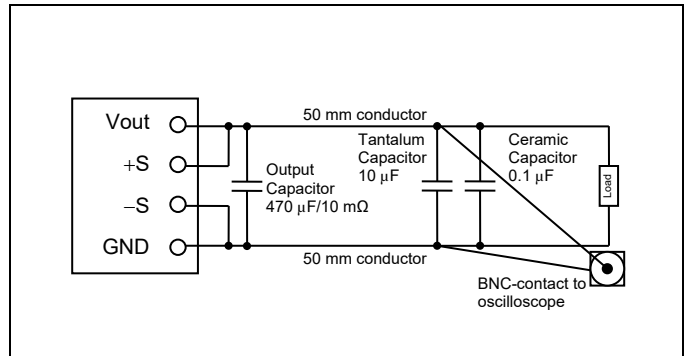 50 mm conductor
Vout
+S
−S
GND
Output
Capacitor
470 μF/10 mΩ
Tantalum
Capacitor
10 μF
Ceramic
Capacitor
0.1 μF
Load
50 mm conductor
BNC-contact to
oscilloscope